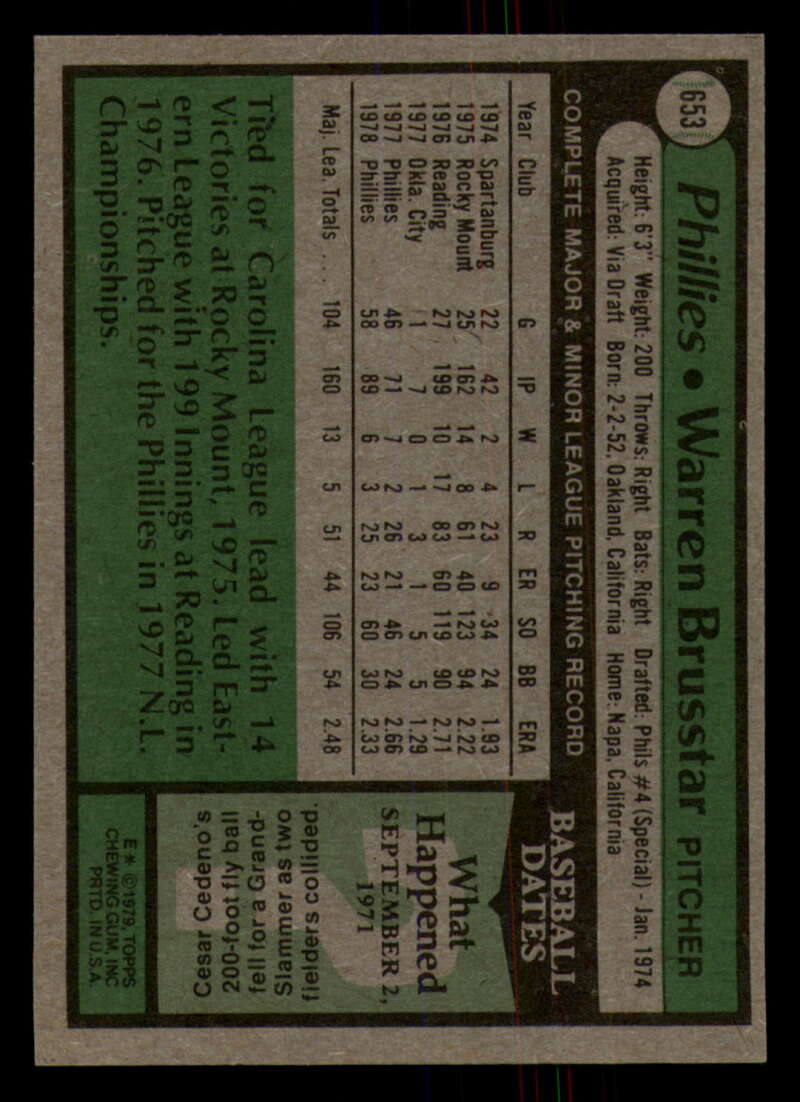 653
Phillies • Warren Brusstar PITCHER
Height: 6'3" Weight: 200 Throws: Right Bats: Right Drafted: Phils #4 (Special) - Jan. 1974
Acquired: Via Draft Born: 2-2-52, Oakland, California Home: Napa, California
COMPLETE MAJOR & MINOR LEAGUE PITCHING RECORD
Year Club G IP W L R ER SO BB ERA
1974 Spartanburg 22 42 2 4 23 9 34 24 1.93
1975 Rocky Mount 25 162 14 8 61 40 123 94 2.22
1976 Reading 27 199 10 17 83 60 119 90 2.71
1977 Okla. City 1 7 0 1 3 1 5 5 1.29
1977 Phillies 46 71 7 2 26 21 46 24 2.66
1978 Phillies 58 89 6 3 25 23 60 30 2.33
Maj. Lea. Totals . . . 104 160 13 5 51 44 106 54 2.48
Tied for Carolina League lead with 14
Victories at Rocky Mount, 1975. Led East-
ern League with 199 Innings at Reading in
1976. Pitched for the Phillies in 1977 N.L.
Championships.
BASEBALL
DATES
What
Happened
SEPTEMBER 2,
1971
Cesar Cedeno's
200-foot fly ball
fell for a Grand-
Slammer as two
fielders collided.
E * © 1979, TOPPS
CHEWING GUM, INC
PRTD. IN U.S.A.